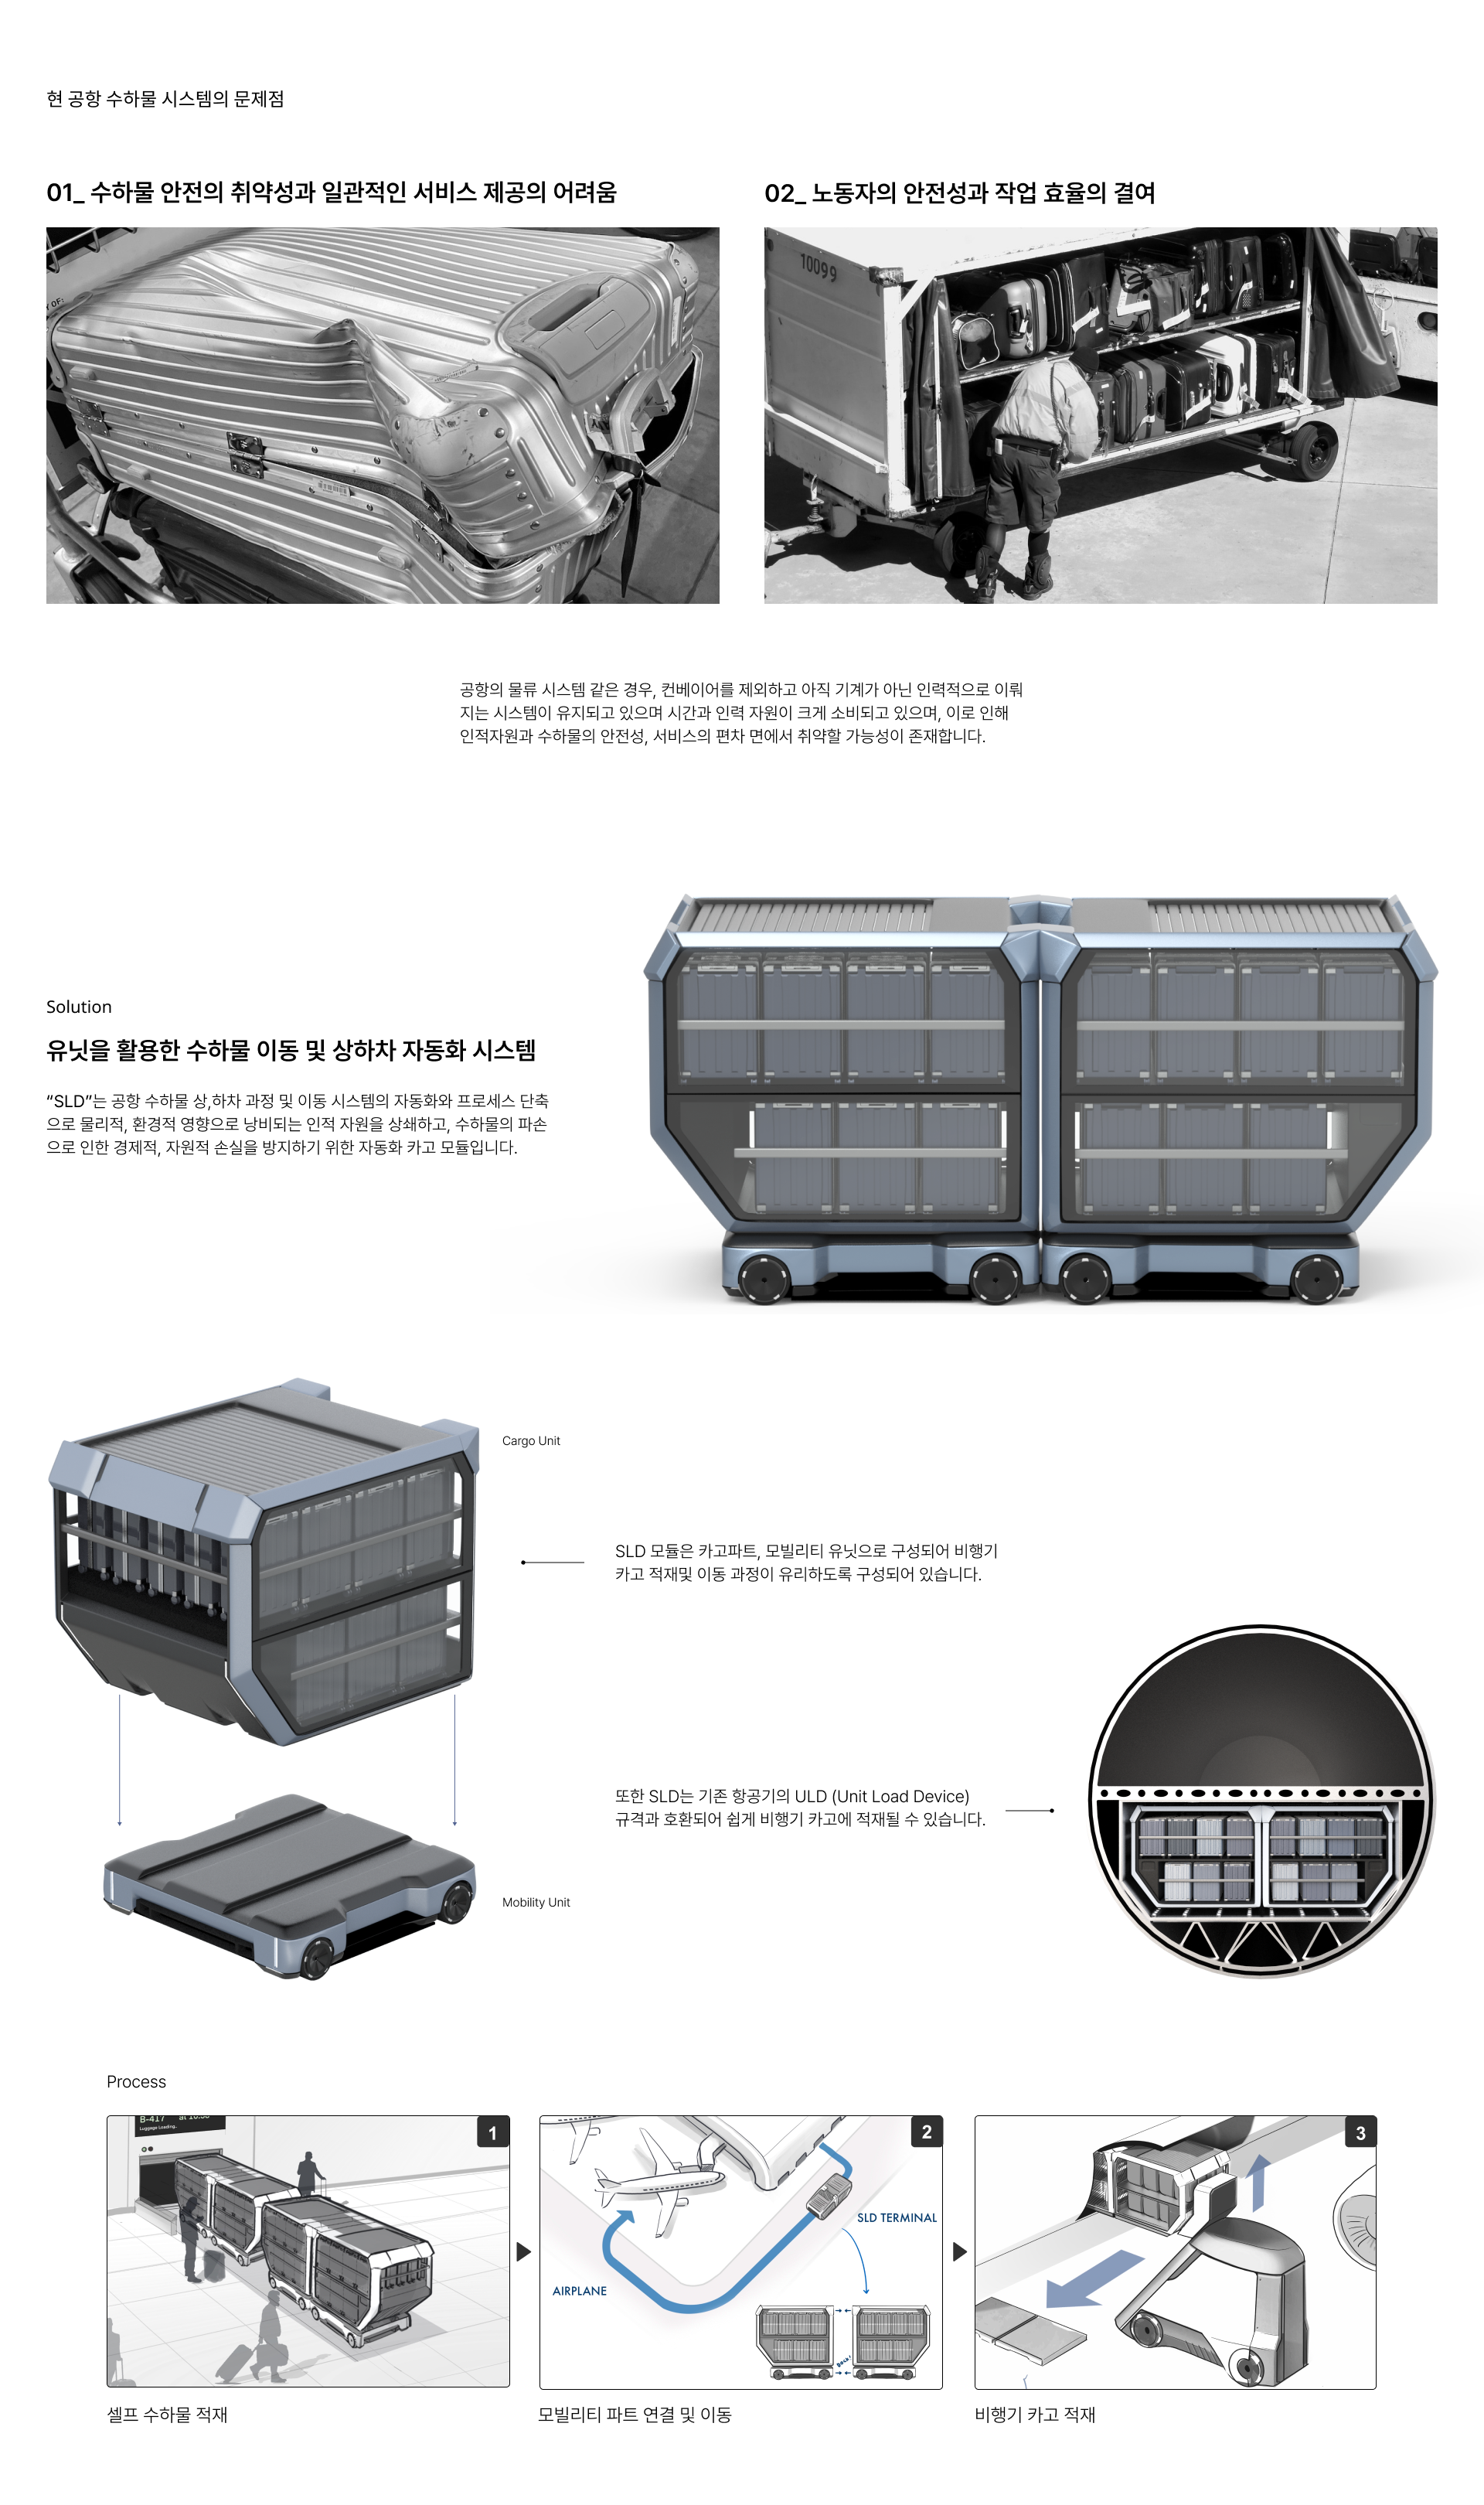 현 공항 수하물 시스템의 문제점
01_ 수하물 안전의 취약성과 일관적인 서비스 제공의 어려움
02_ 노동자의 안전성과 작업 효율의 결여
OF:
10099
공항의 물류 시스템 같은 경우, 컨베이어를 제외하고 아직 기계가 아닌 인력적으로 이뤄
지는 시스템이 유지되고 있으며 시간과 인력 자원이 크게 소비되고 있으며, 이로 인해
인적자원과 수하물의 안전성, 서비스의 편차 면에서 취약할 가능성이 존재합니다.
Solution
유닛을 활용한 수하물 이동 및 상하차 자동화 시스템
“SLD”는 공항 수하물 상,하차 과정 및 이동 시스템의 자동화와 프로세스 단축
으로 물리적, 환경적 영향으로 낭비되는 인적 자원을 상쇄하고, 수하물의 파손
으로 인한 경제적, 자원적 손실을 방지하기 위한 자동화 카고 모듈입니다.
Cargo Unit
SLD 모듈은 카고파트, 모빌리티 유닛으로 구성되어 비행기
카고 적재및 이동 과정이 유리하도록 구성되어 있습니다.
또한 SLD는 기존 항공기의 ULD (Unit Load Device)
규격과 호환되어 쉽게 비행기 카고에 적재될 수 있습니다.
Mobility Unit
Process
B-417 at 10:30
Luggage Loading..
1
2
SLD TERMINAL
AIRPLANE
Dock!
3
셀프 수하물 적재
모빌리티 파트 연결 및 이동
비행기 카고 적재